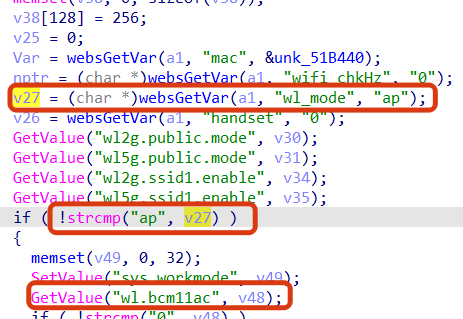 memset(v38, 0, sizeof(v38));
v38[128] = 256;
v25 = 0;
Var = websGetVar(a1, "mac", &unk_51B440);
nptr = (char *)websGetVar(a1, "wifi_chkHz", "0");
v27 = (char *)websGetVar(a1, "wl_mode", "ap");
v26 = websGetVar(a1, "handset", "0");
GetValue("wl2g.public.mode", v30);
GetValue("wl5g.public.mode", v31);
GetValue("wl2g.ssid1.enable", v34);
GetValue("wl5g.ssid1.enable", v35);
if ( !strcmp("ap", v27) )
{
memset(v49, 0, 32);
SetValue("sys.workmode", v49);
GetValue("wl.bcm11ac", v48);
if ( !strcmp("0", v48) )